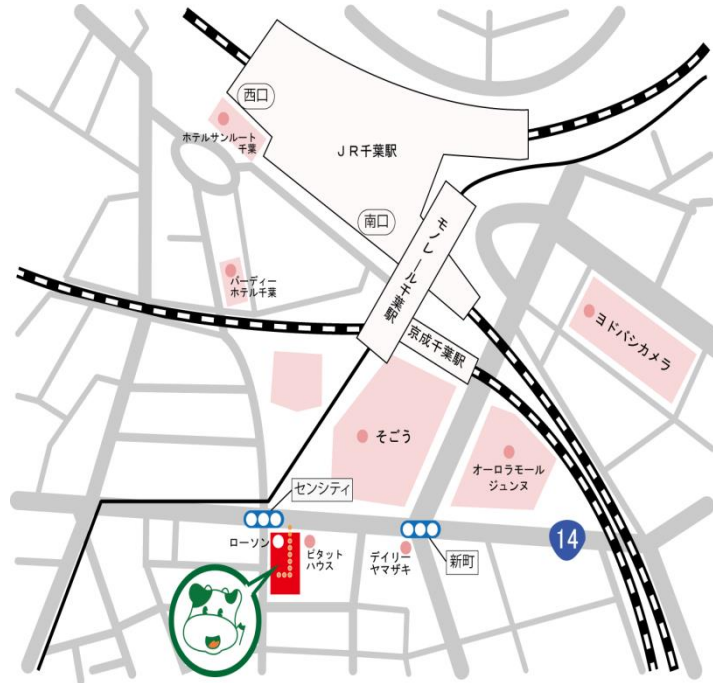 西口
ホテルサンルート
千葉
JR千葉駅
南口
モノレール千葉駅
バーディー
ホテル千葉
京成千葉駅
ヨドバシカメラ
そごう
オーロラモール
ジュンヌ
センシティ
ローソン
ピタット
ハウス
デイリー
ヤマザキ
新町
14